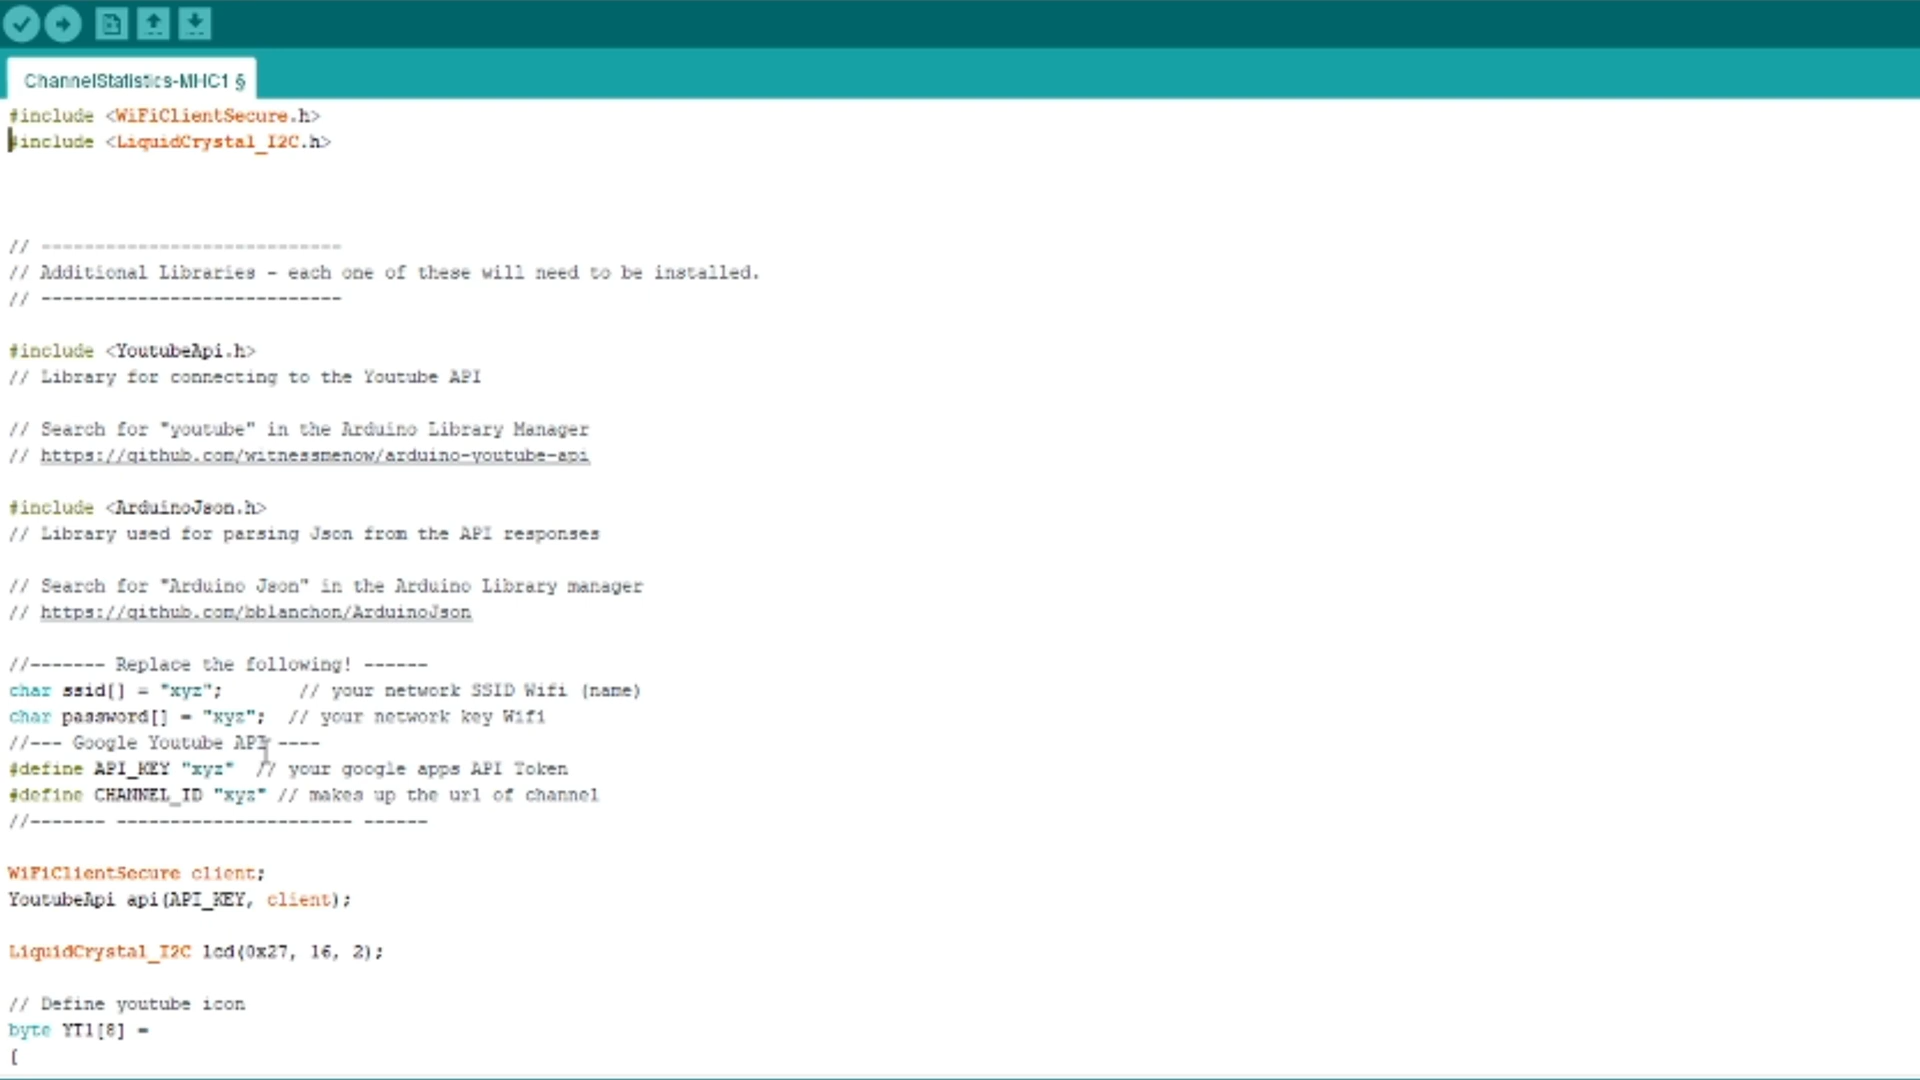 ChannelStatistics-MHC1 §
#include <WiFiClientSecure.h>
#include <LiquidCrystal_I2C.h>
// ----------------------------
// Additional Libraries - each one of these will need to be installed.
// ----------------------------
#include <YoutubeApi.h>
// Library for connecting to the Youtube API
// Search for "youtube" in the Arduino Library Manager
// https://github.com/witnessmenow/arduino-youtube-api
#include <ArduinoJson.h>
// Library used for parsing Json from the API responses
// Search for "Arduino Json" in the Arduino Library manager
// https://github.com/bblanchon/ArduinoJson
//------- Replace the following! ------
char ssid[] = "xyz";       // your network SSID Wifi (name)
char password[] = "xyz";  // your network key Wifi
//--- Google Youtube API ----
#define API_KEY "xyz"  // your google apps API Token
#define CHANNEL_ID "xyz" // makes up the url of channel
//------- ---------------------- ------
WiFiClientSecure client;
YoutubeApi api(API_KEY, client);
LiquidCrystal_I2C lcd(0x27, 16, 2);
// Define youtube icon
byte YT1[8] =
{